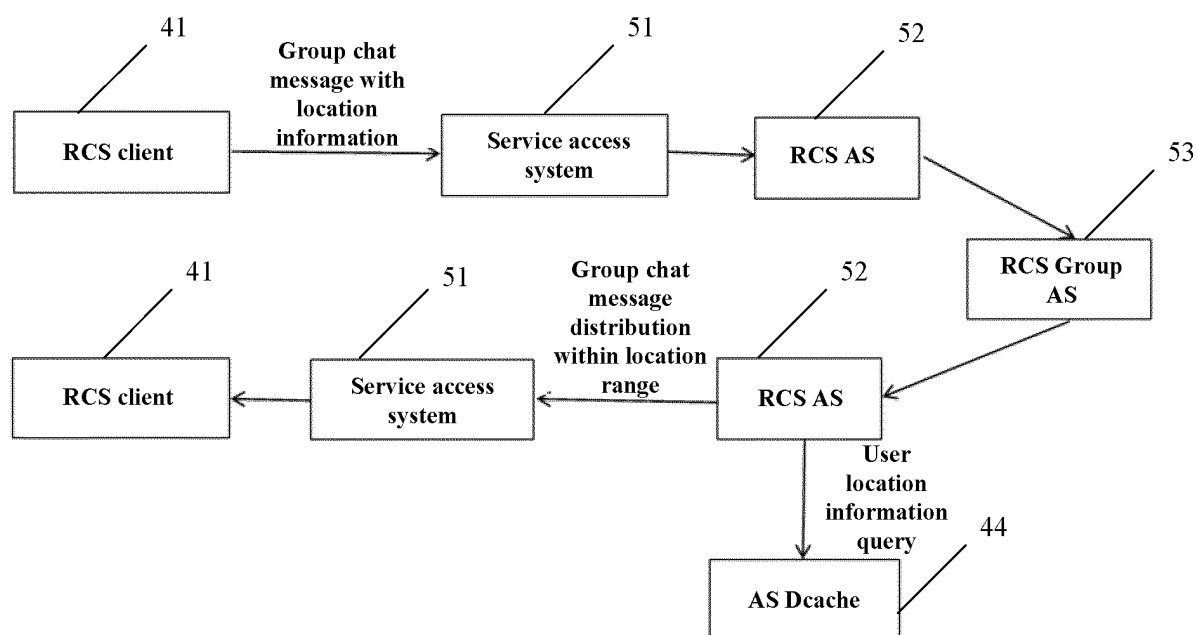 41
51
52
Group chat
message with
location
information
RCS client
Service access
system
RCS AS
53
RCS Group
AS
41
51
Group chat
message
distribution
within location
range
52
RCS client
Service access
system
RCS AS
User
location
information
query
44
AS Dcache